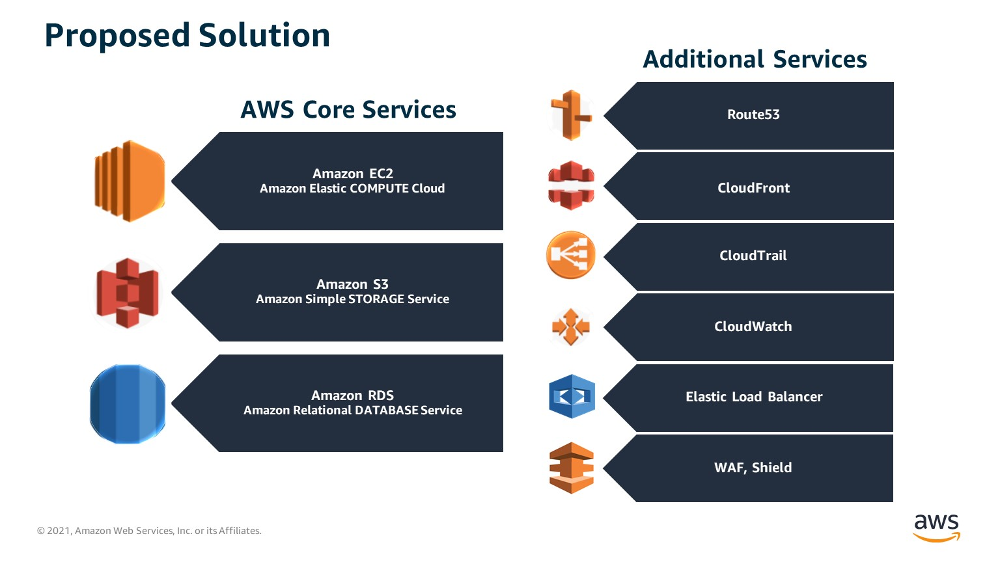 Proposed Solution
AWS Core Services
Amazon EC2
Amazon Elastic COMPUTE Cloud
Amazon S3
Amazon Simple STORAGE Service
Amazon RDS
Amazon Relational DATABASE Service
Additional Services
Route53
CloudFront
CloudTrail
CloudWatch
Elastic Load Balancer
WAF, Shield
© 2021, Amazon Web Services, Inc. or its Affiliates.
aws